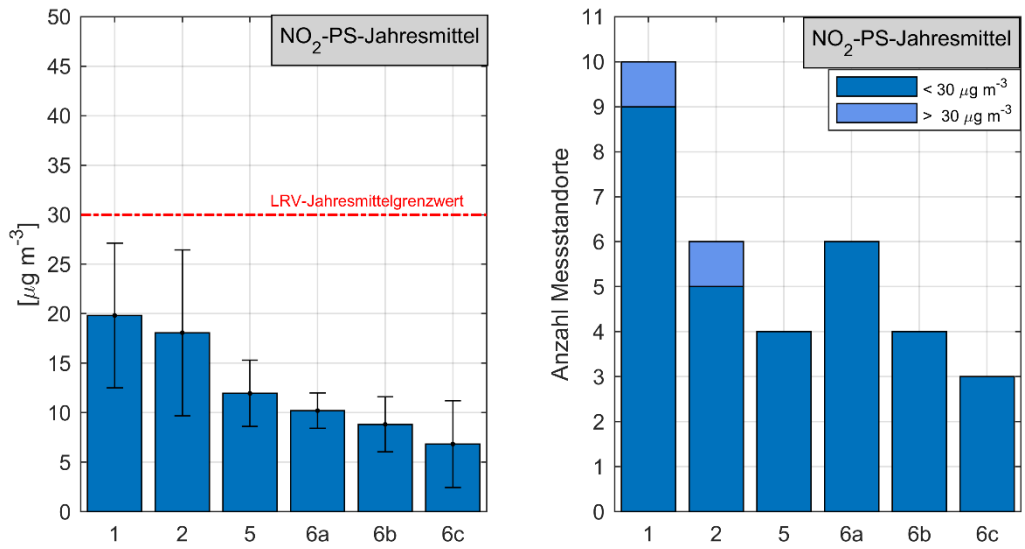 NO2-PS-Jahresmittel
50
45
40
35
30
25
20
15
10
5
0
[μg m-3]
LRV-Jahresmittelgrenzwert
1 2 5 6a 6b 6c
NO2-PS-Jahresmittel
< 30 μg m-3
> 30 μg m-3
11
10
9
8
7
6
5
4
3
2
1
0
Anzahl Messstandorte
1 2 5 6a 6b 6c